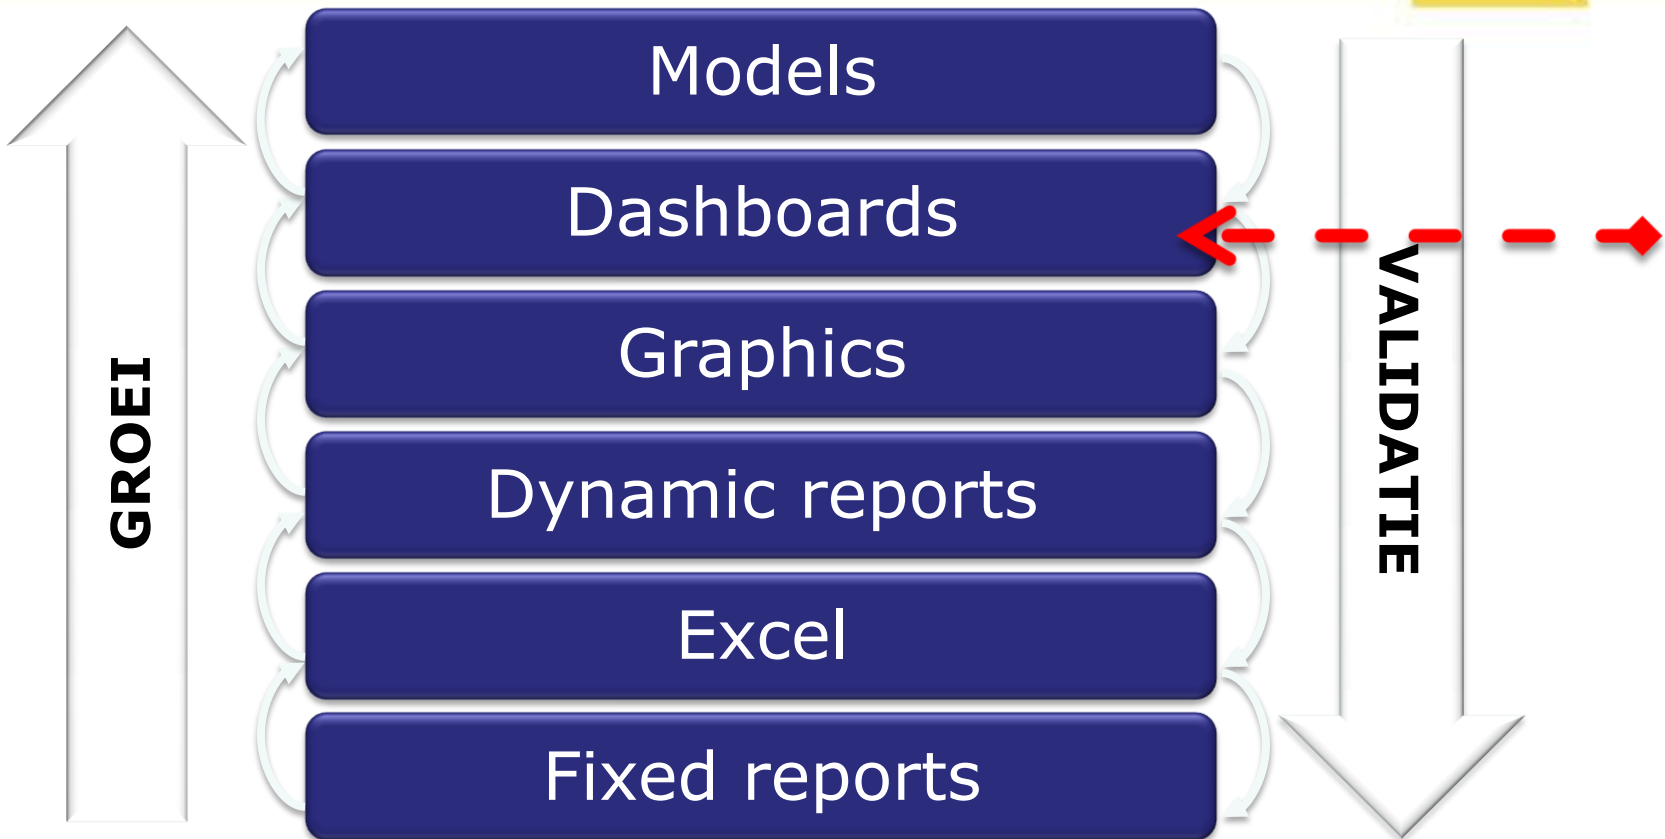 Models
Dashboards
Graphics
Dynamic reports
Excel
Fixed reports
GROEI
VALIDATIE